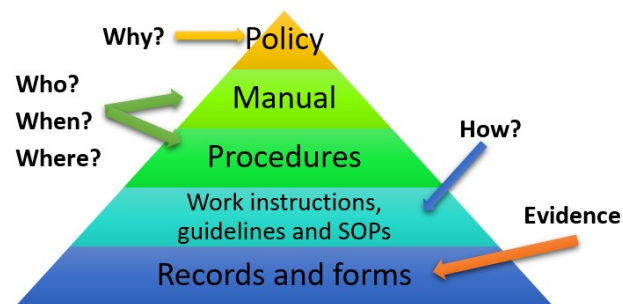 Why?
Policy
Who?
When?
Where?
Manual
Procedures
How?
Work instructions,
guidelines and SOPs
Evidence
Records and forms